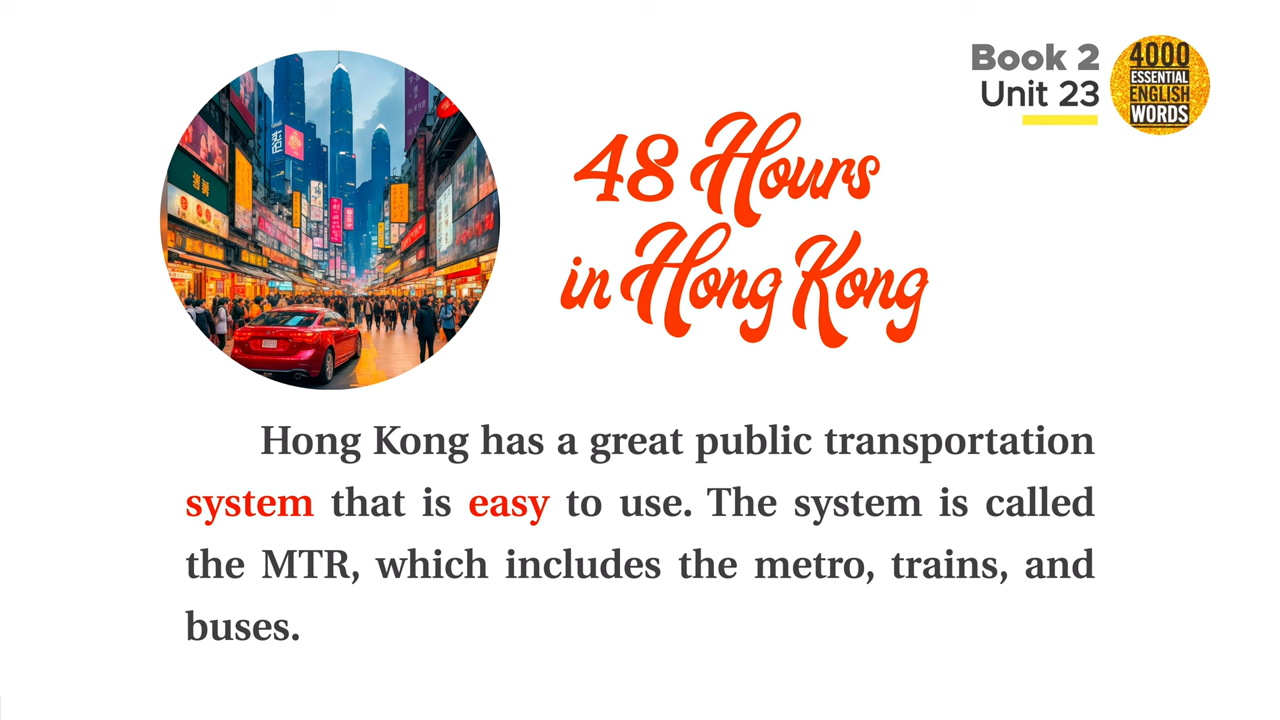 Book 2
Unit 23
4000
ESSENTIAL
ENGLISH
WORDS
48 Hours
in Hong Kong
Hong Kong has a great public transportation
system that is easy to use. The system is called
the MTR, which includes the metro, trains, and
buses.